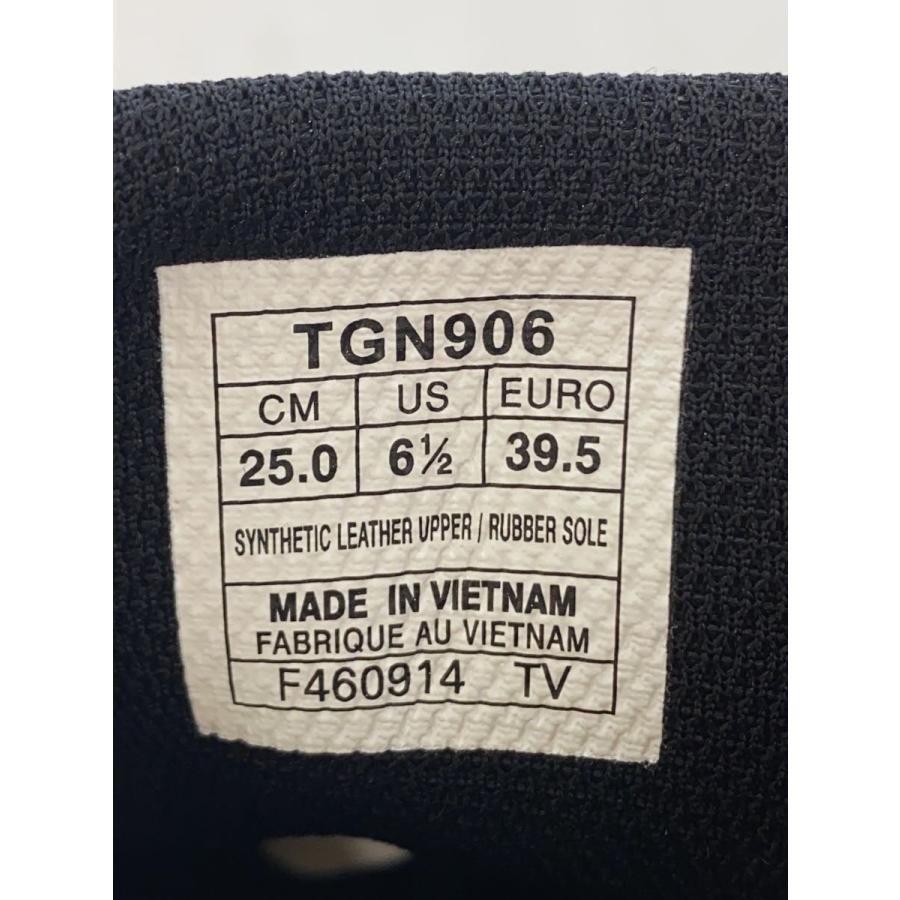 TGN906
CM US EURO
25.0 6½ 39.5
SYNTHETIC LEATHER UPPER / RUBBER SOLE
MADE IN VIETNAM
FABRIQUE AU VIETNAM
F460914 TV